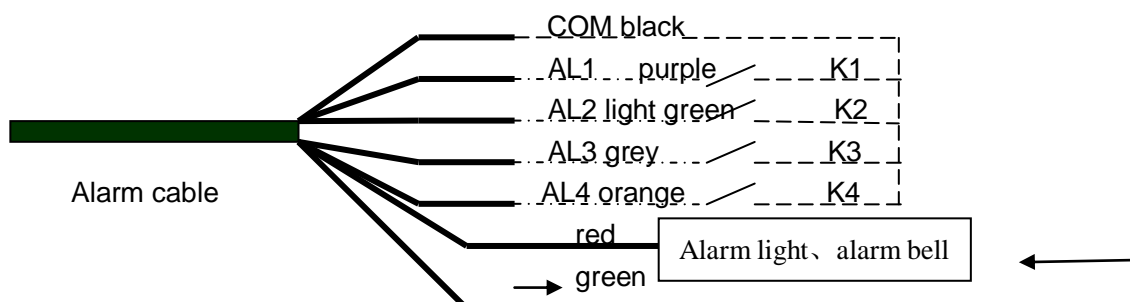 COM black
AL1 purple K1
AL2 light green K2
AL3 grey K3
Alarm cable
AL4 orange K4
red
Alarm light、alarm bell
green